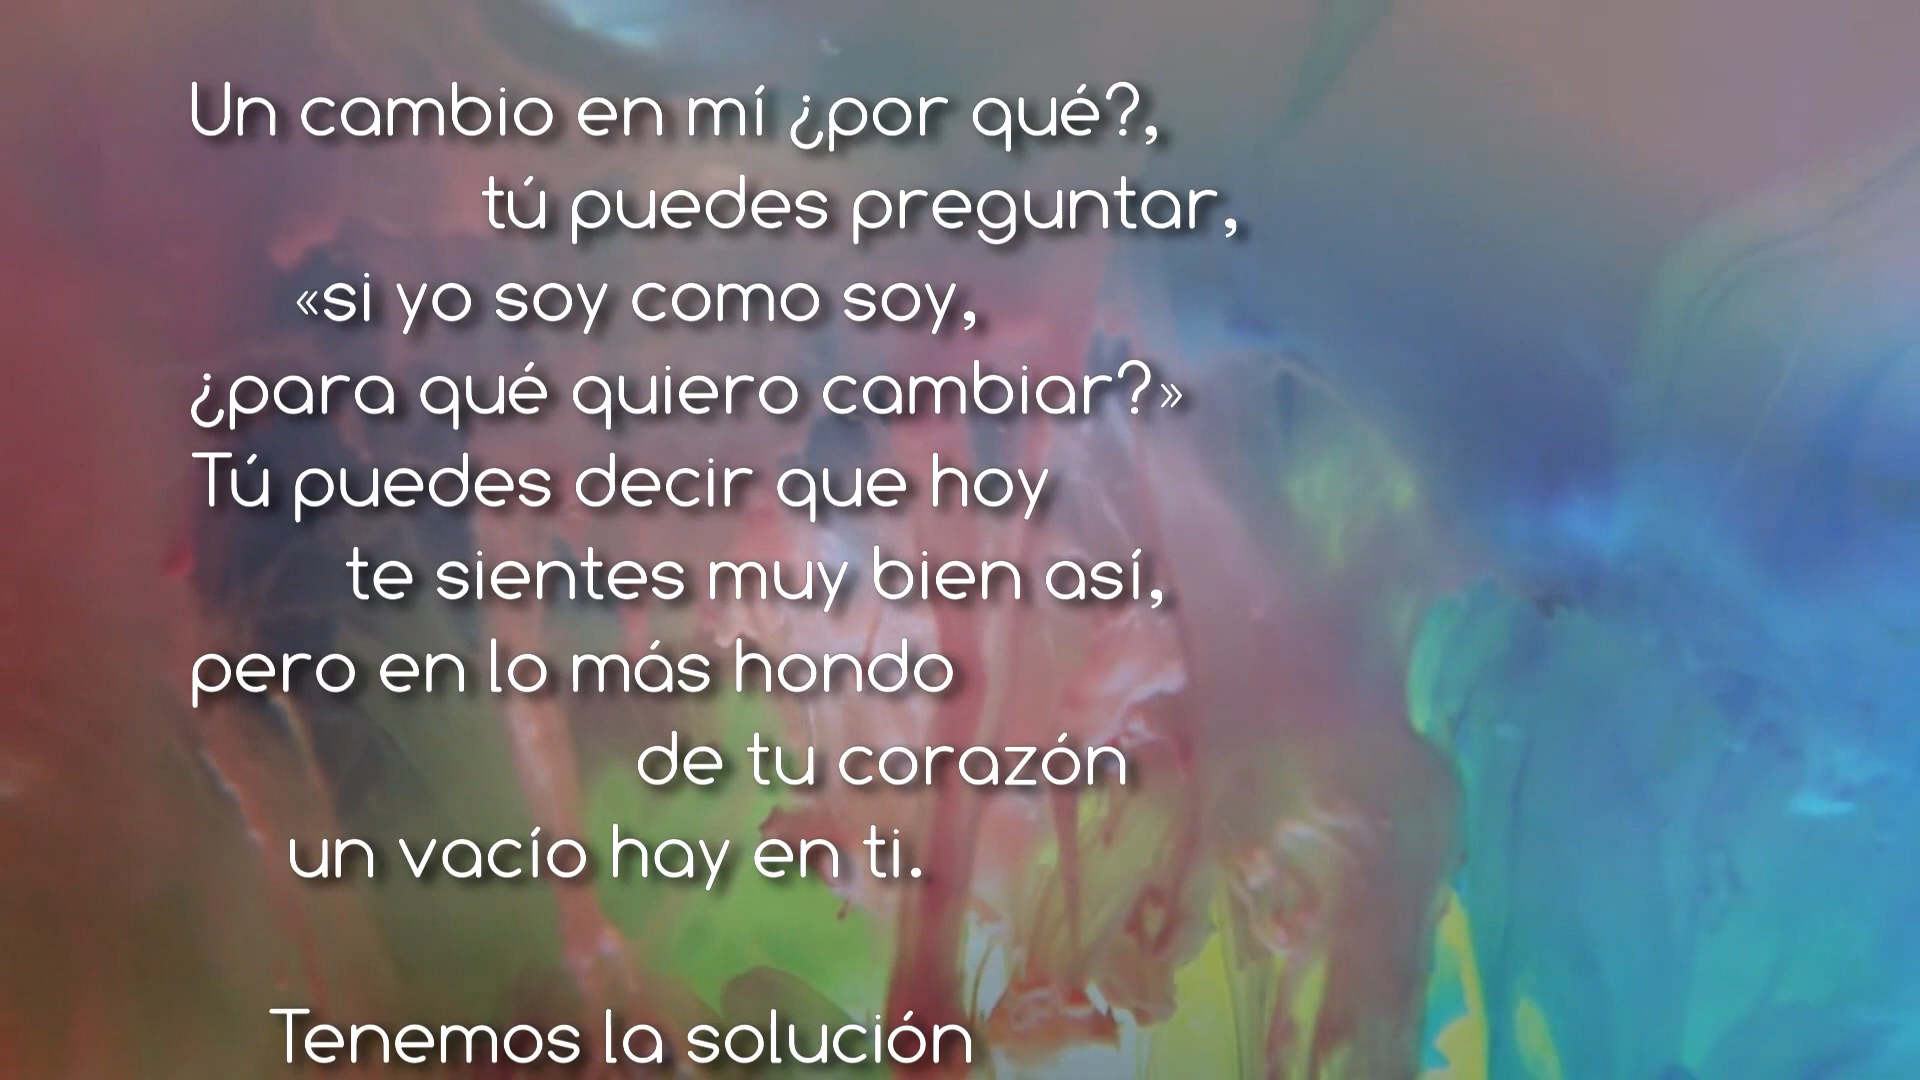 Un cambio en mí ¿por qué?,
tú puedes preguntar,
«si yo soy como soy,
¿para qué quiero cambiar?»
Tú puedes decir que hoy
te sientes muy bien así,
pero en lo más hondo
de tu corazón
un vacío hay en ti.
Tenemos la solución